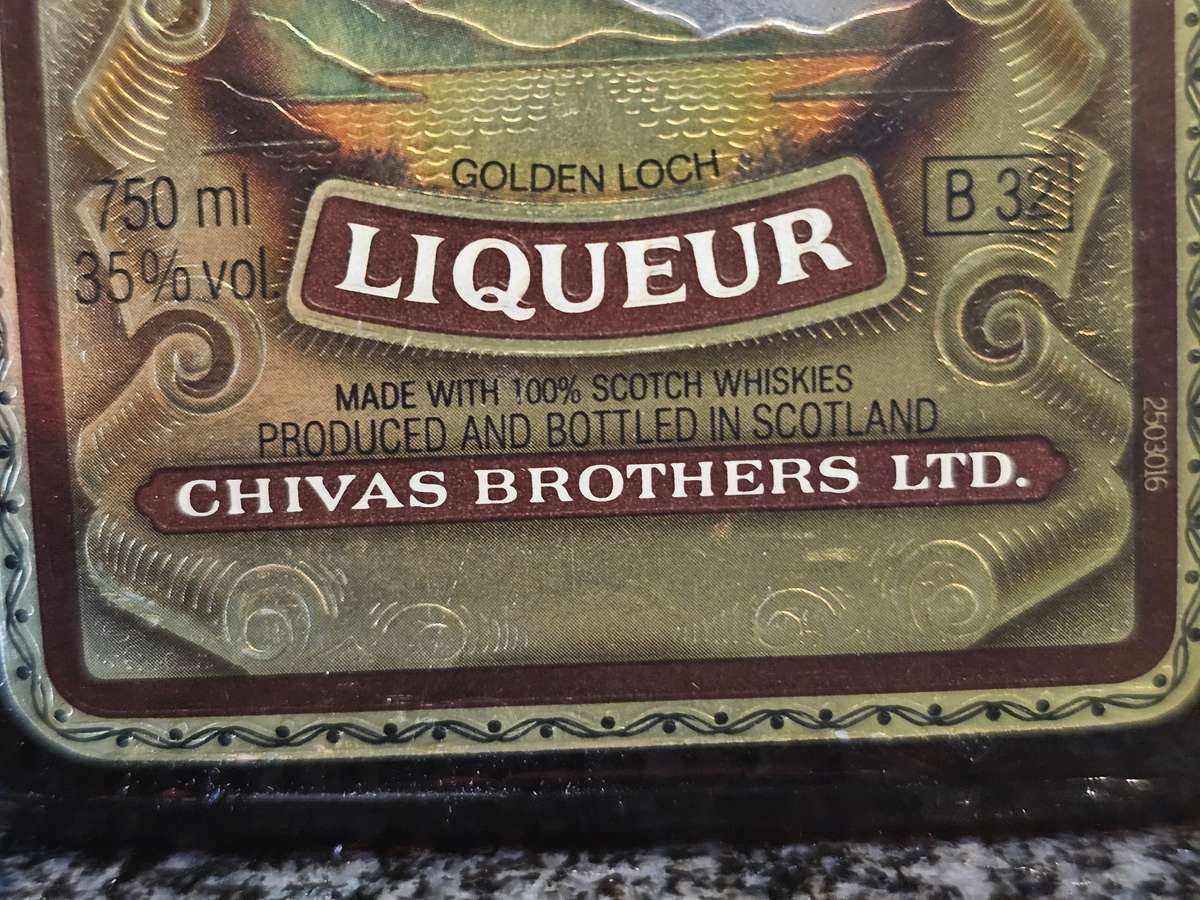 GOLDEN LOCH
750 ml
35% vol.
LIQUEUR
B 32
MADE WITH 100% SCOTCH WHISKIES
PRODUCED AND BOTTLED IN SCOTLAND
CHIVAS BROTHERS LTD.
2503016